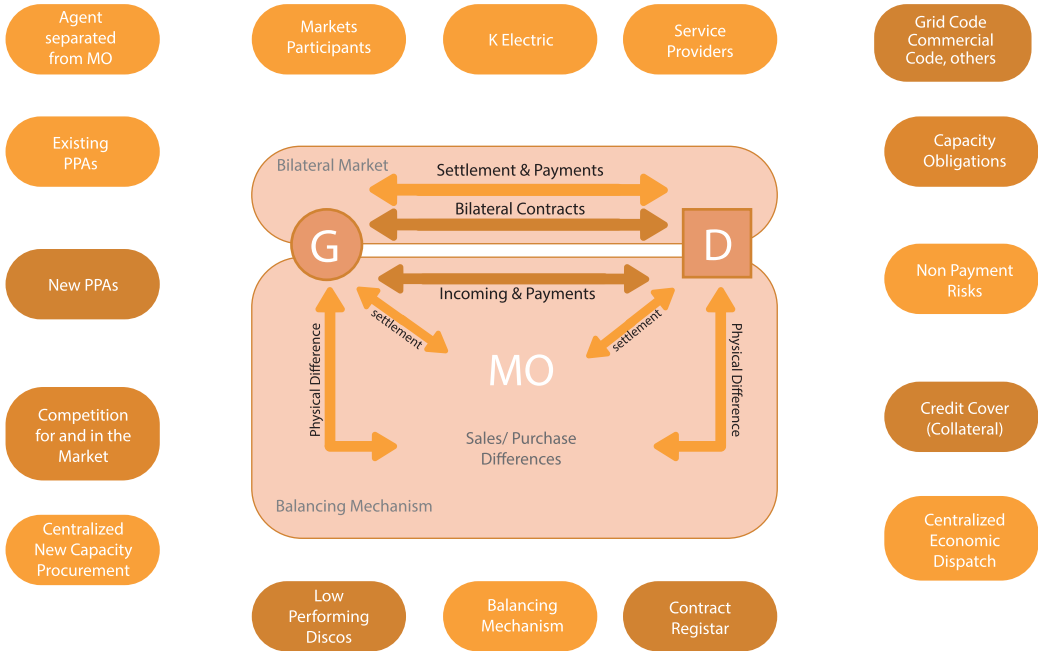 Agent
separated
from MO
Markets
Participants
K Electric
Service
Providers
Grid Code
Commercial
Code, others
Existing
PPAs
Capacity
Obligations
Bilateral Market
Settlement & Payments
Bilateral Contracts
G
D
New PPAs
Non Payment
Risks
Incoming & Payments
settlement
settlement
Physical Difference
Physical Difference
MO
Competition
for and in the
Market
Credit Cover
(Collateral)
Sales/ Purchase
Differences
Balancing Mechanism
Centralized
New Capacity
Procurement
Centralized
Economic
Dispatch
Low
Performing
Discos
Balancing
Mechanism
Contract
Registar